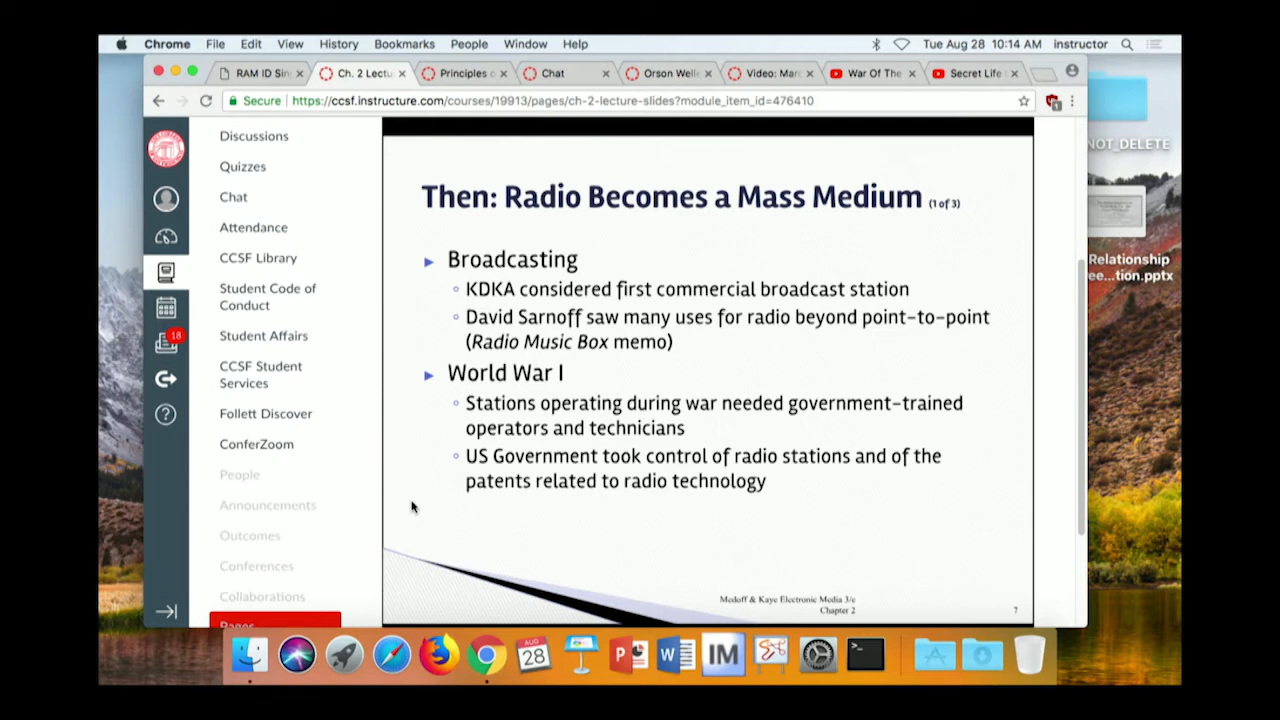 Chrome File Edit View History Bookmarks People Window Help Tue Aug 28 10:14 AM instructor
RAM ID Sin Ch. 2 Lectu Principles o Chat Orson Well Video: Mar War Of The Secret Life
Secure https://ccsf.instructure.com/courses/19913/pages/ch-2-lecture-slides?module_item_id=476410
1
NOT_DELETE
Relationship
ee...tion.pptx
18
Discussions
Quizzes
Chat
Attendance
CCSF Library
Student Code of
Conduct
Student Affairs
CCSF Student
Services
Follett Discover
ConferZoom
People
Announcements
Outcomes
Conferences
Collaborations
Pages
Then: Radio Becomes a Mass Medium (1 of 3)
Broadcasting
KDKA considered first commercial broadcast station
David Sarnoff saw many uses for radio beyond point-to-point
(Radio Music Box memo)
World War I
Stations operating during war needed government-trained
operators and technicians
US Government took control of radio stations and of the
patents related to radio technology
Medoff & Kaye Electronic Media 3/e
Chapter 2
7
AUG
28
P W IM